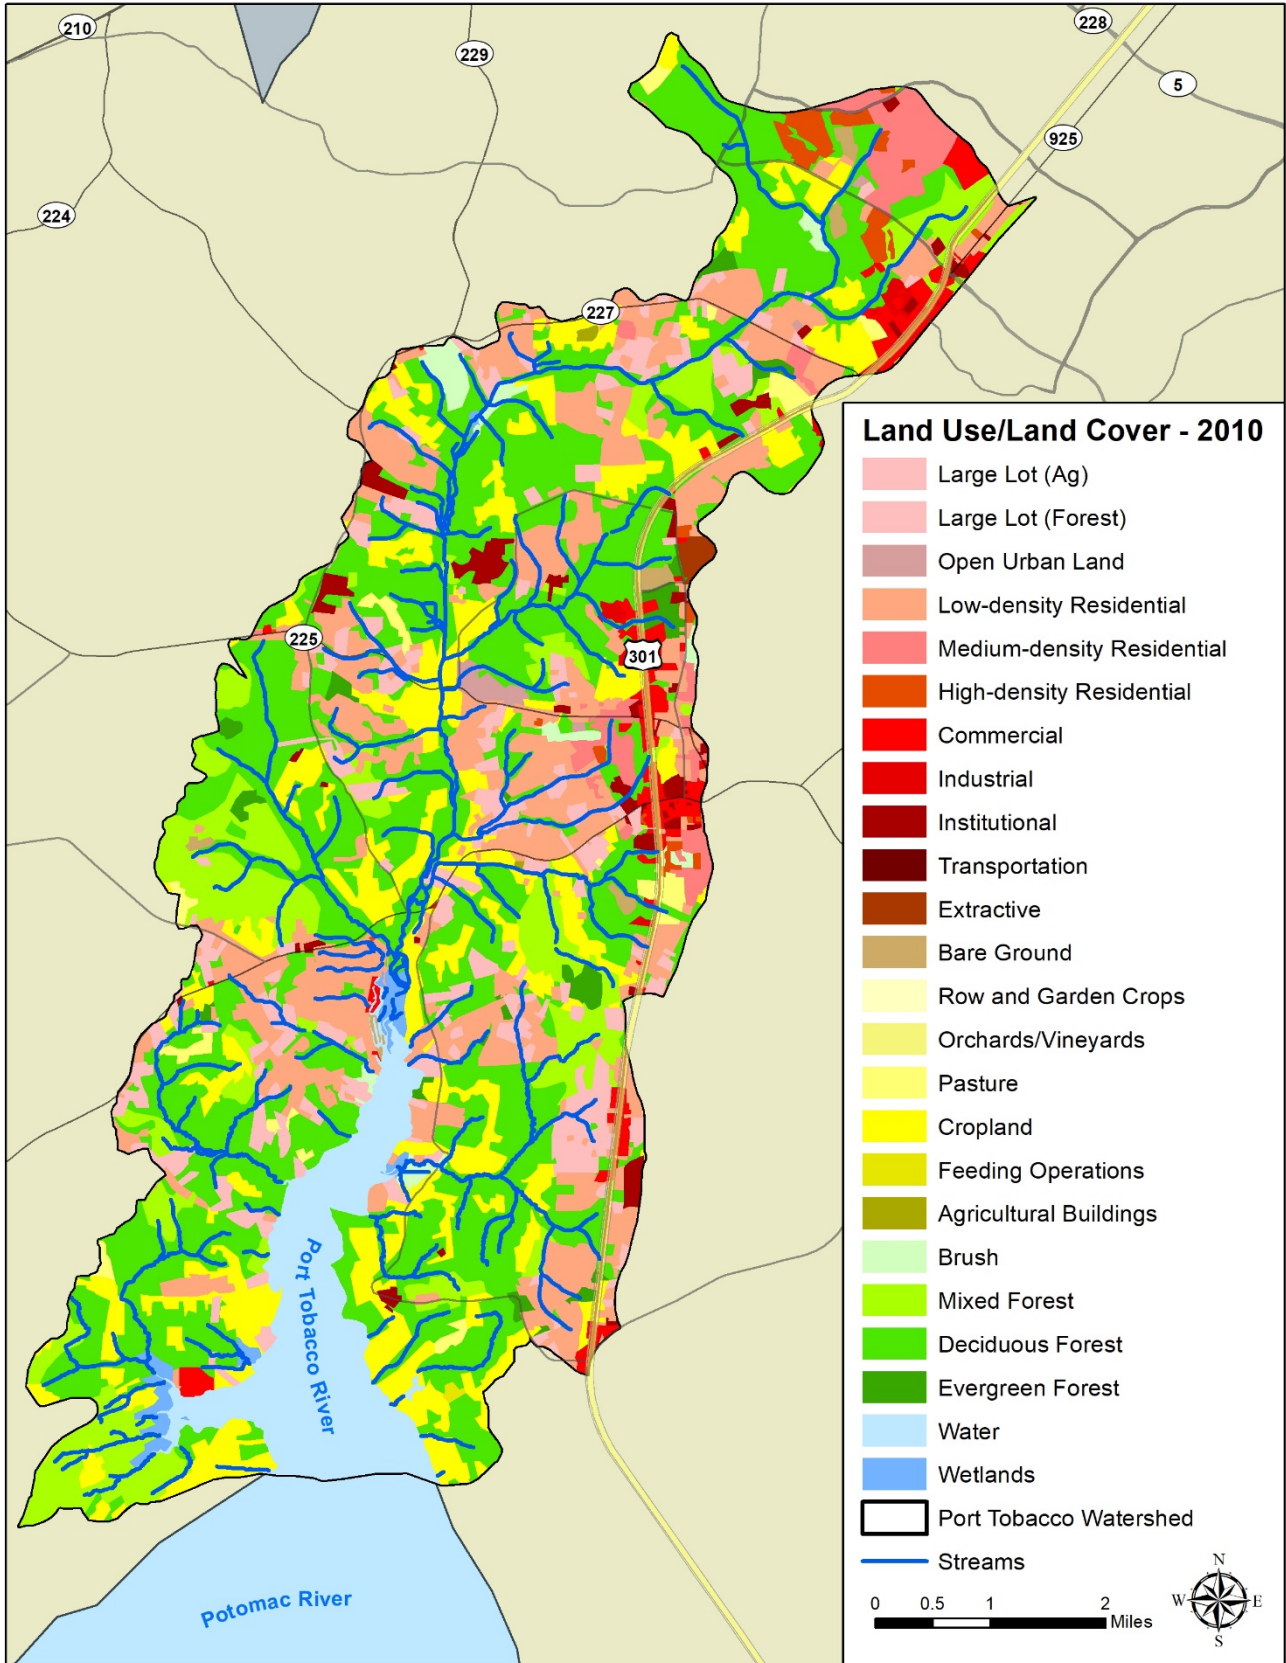 210
229
228
5
925
224
227
225
301
Port Tobacco River
Potomac River
Land Use/Land Cover - 2010
Large Lot (Ag)
Large Lot (Forest)
Open Urban Land
Low-density Residential
Medium-density Residential
High-density Residential
Commercial
Industrial
Institutional
Transportation
Extractive
Bare Ground
Row and Garden Crops
Orchards/Vineyards
Pasture
Cropland
Feeding Operations
Agricultural Buildings
Brush
Mixed Forest
Deciduous Forest
Evergreen Forest
Water
Wetlands
Port Tobacco Watershed
Streams
0 0.5 1 2
Miles
N
W E
S